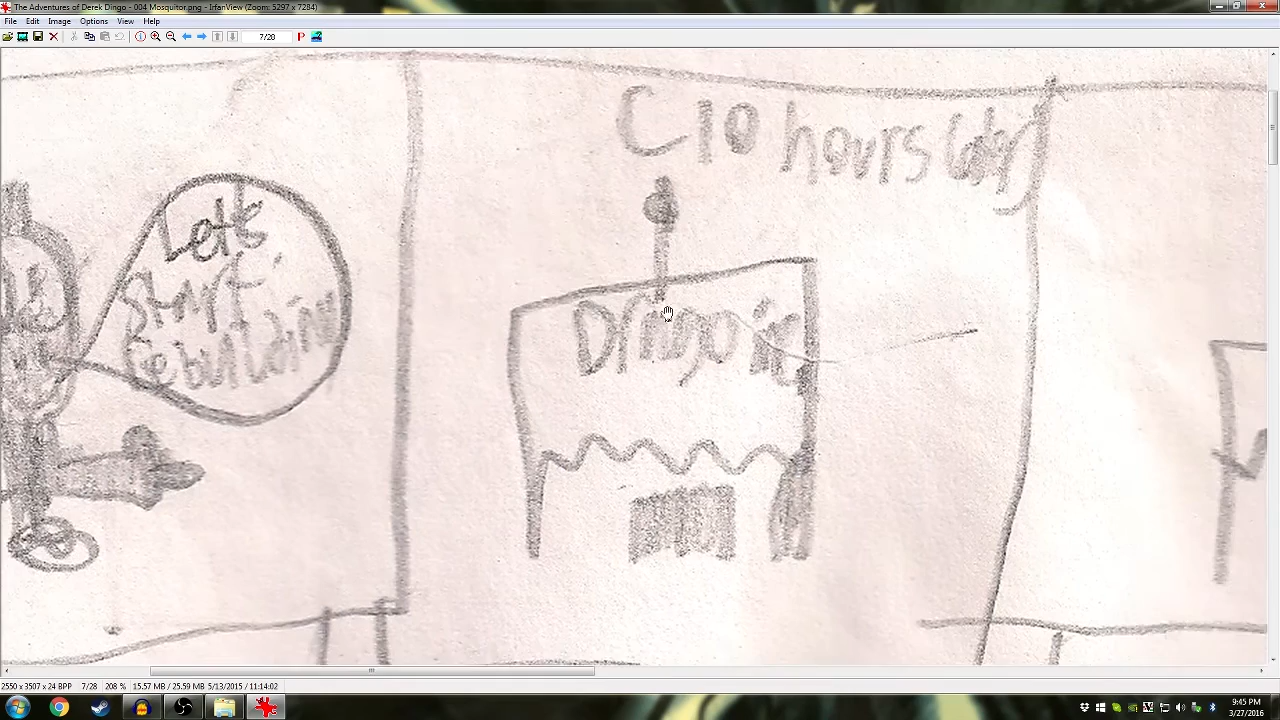 The Adventures of Derek Dingo - 004 Mosquitor.png - IrfanView (Zoom: 5297 x 7284)
File Edit Image Options View Help
7/28
C 10 hours later)
Let's
start
rebuilding
Dingo inc.
2550 x 3507 x 24 BPP 7/28 208 % 15.57 MB / 25.59 MB 5/13/2015 / 11:14:02
9:45 PM
3/27/2016